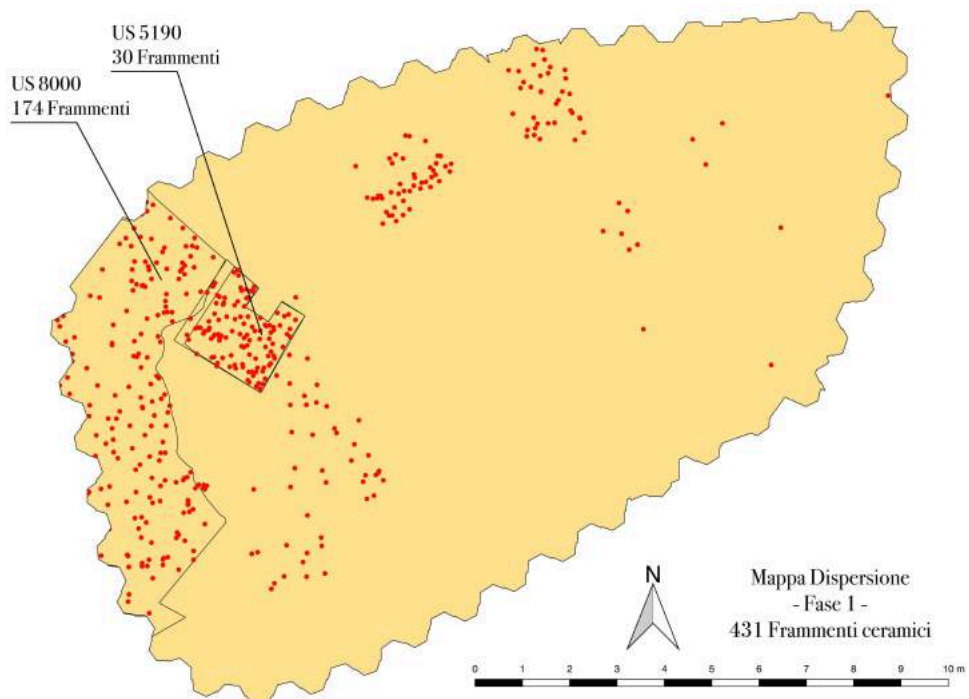 US 5190
30 Frammenti
US 8000
174 Frammenti
N
Mappa Dispersione
- Fase 1 -
431 Frammenti ceramici
0 1 2 3 4 5 6 7 8 9 10 m